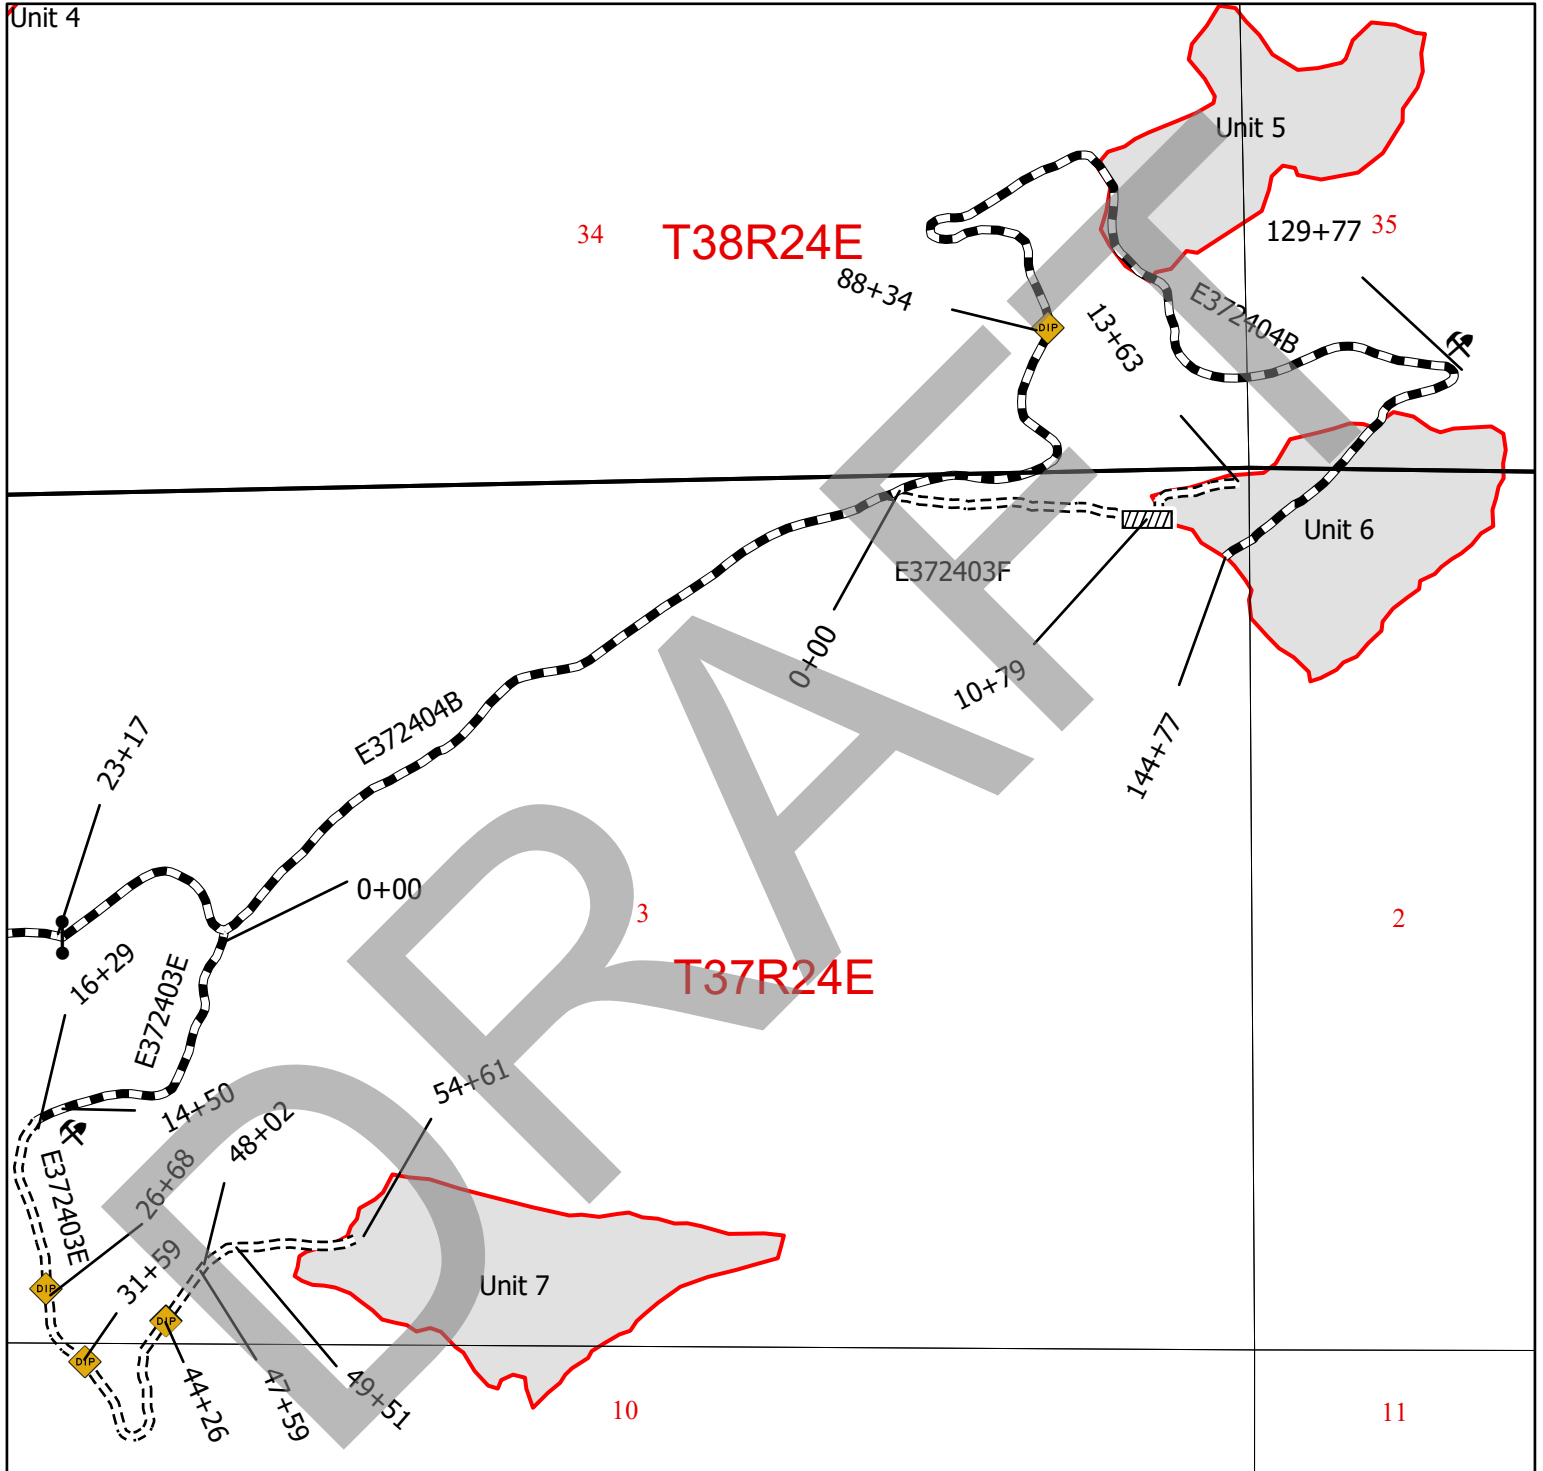 Unit 4
Unit 5
34
T38R24E
129+77
35
88+34
E372404B
13+63
Unit 6
E372403F
0+00
10+79
E372404B
23+17
144+77
0+00
3
2
16+29
T37R24E
E372403E
54+61
14+50
48+02
26+68
E372403E
31+59
Unit 7
DIP
DIP
DIP
DIP
44+26
47+59
49+51
10
11
DRAFT